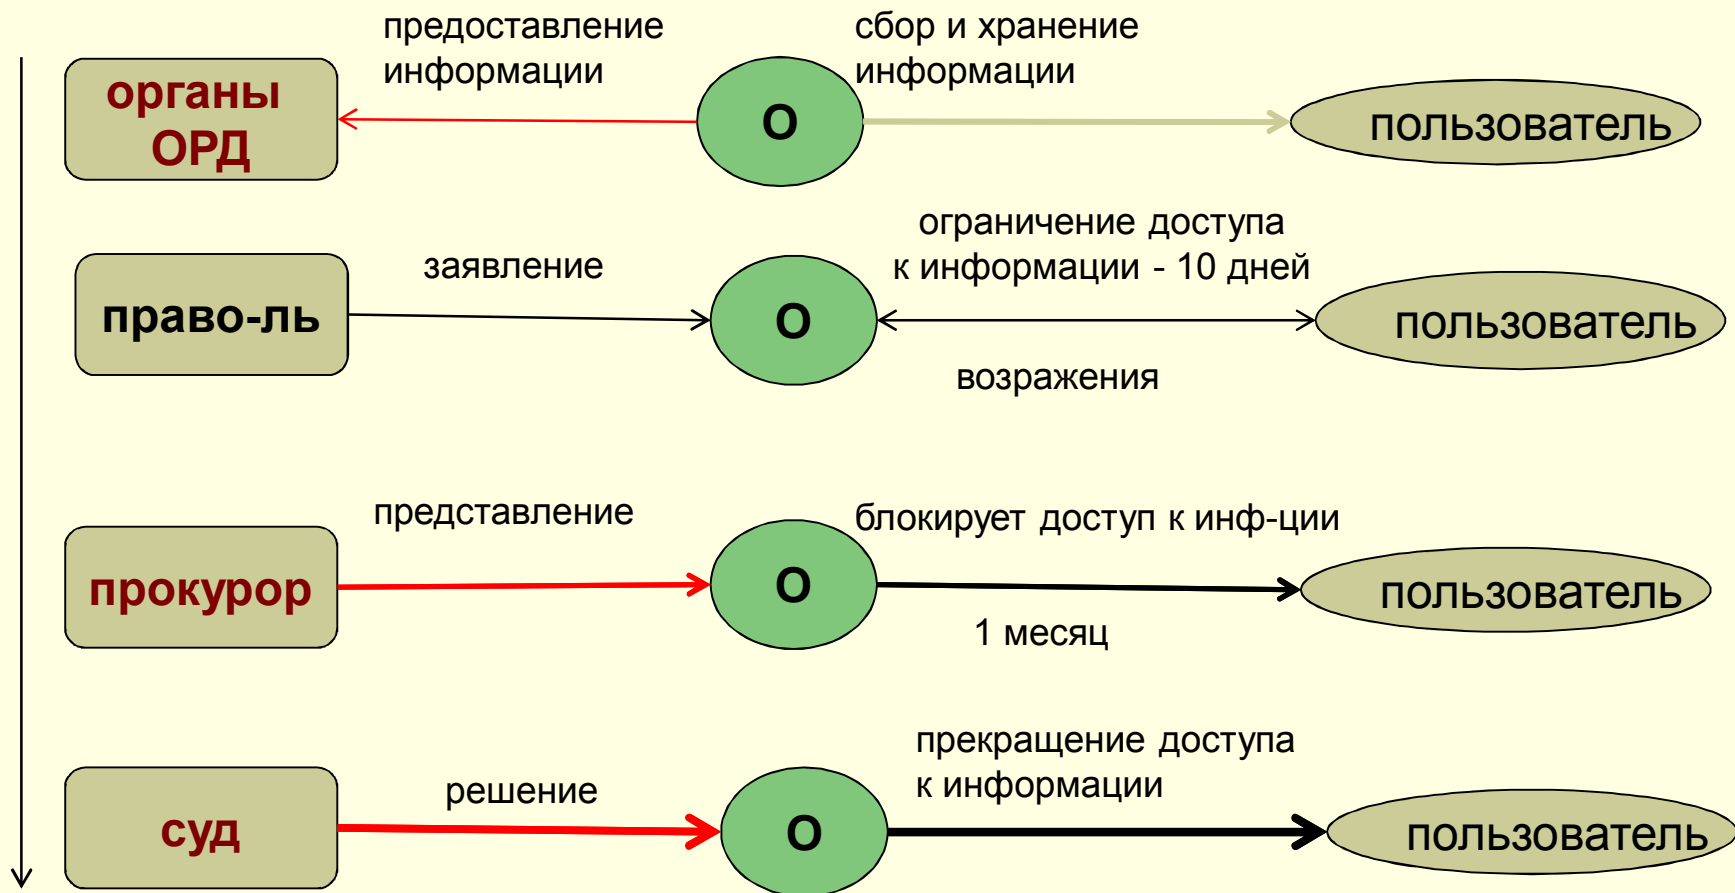 предоставление
информации
сбор и хранение
информации
органы
ОРД
О
пользователь
ограничение доступа
к информации - 10 дней
заявление
право-ль
О
пользователь
возражения
представление
блокирует доступ к инф-ции
прокурор
О
пользователь
1 месяц
прекращение доступа
к информации
решение
суд
О
пользователь